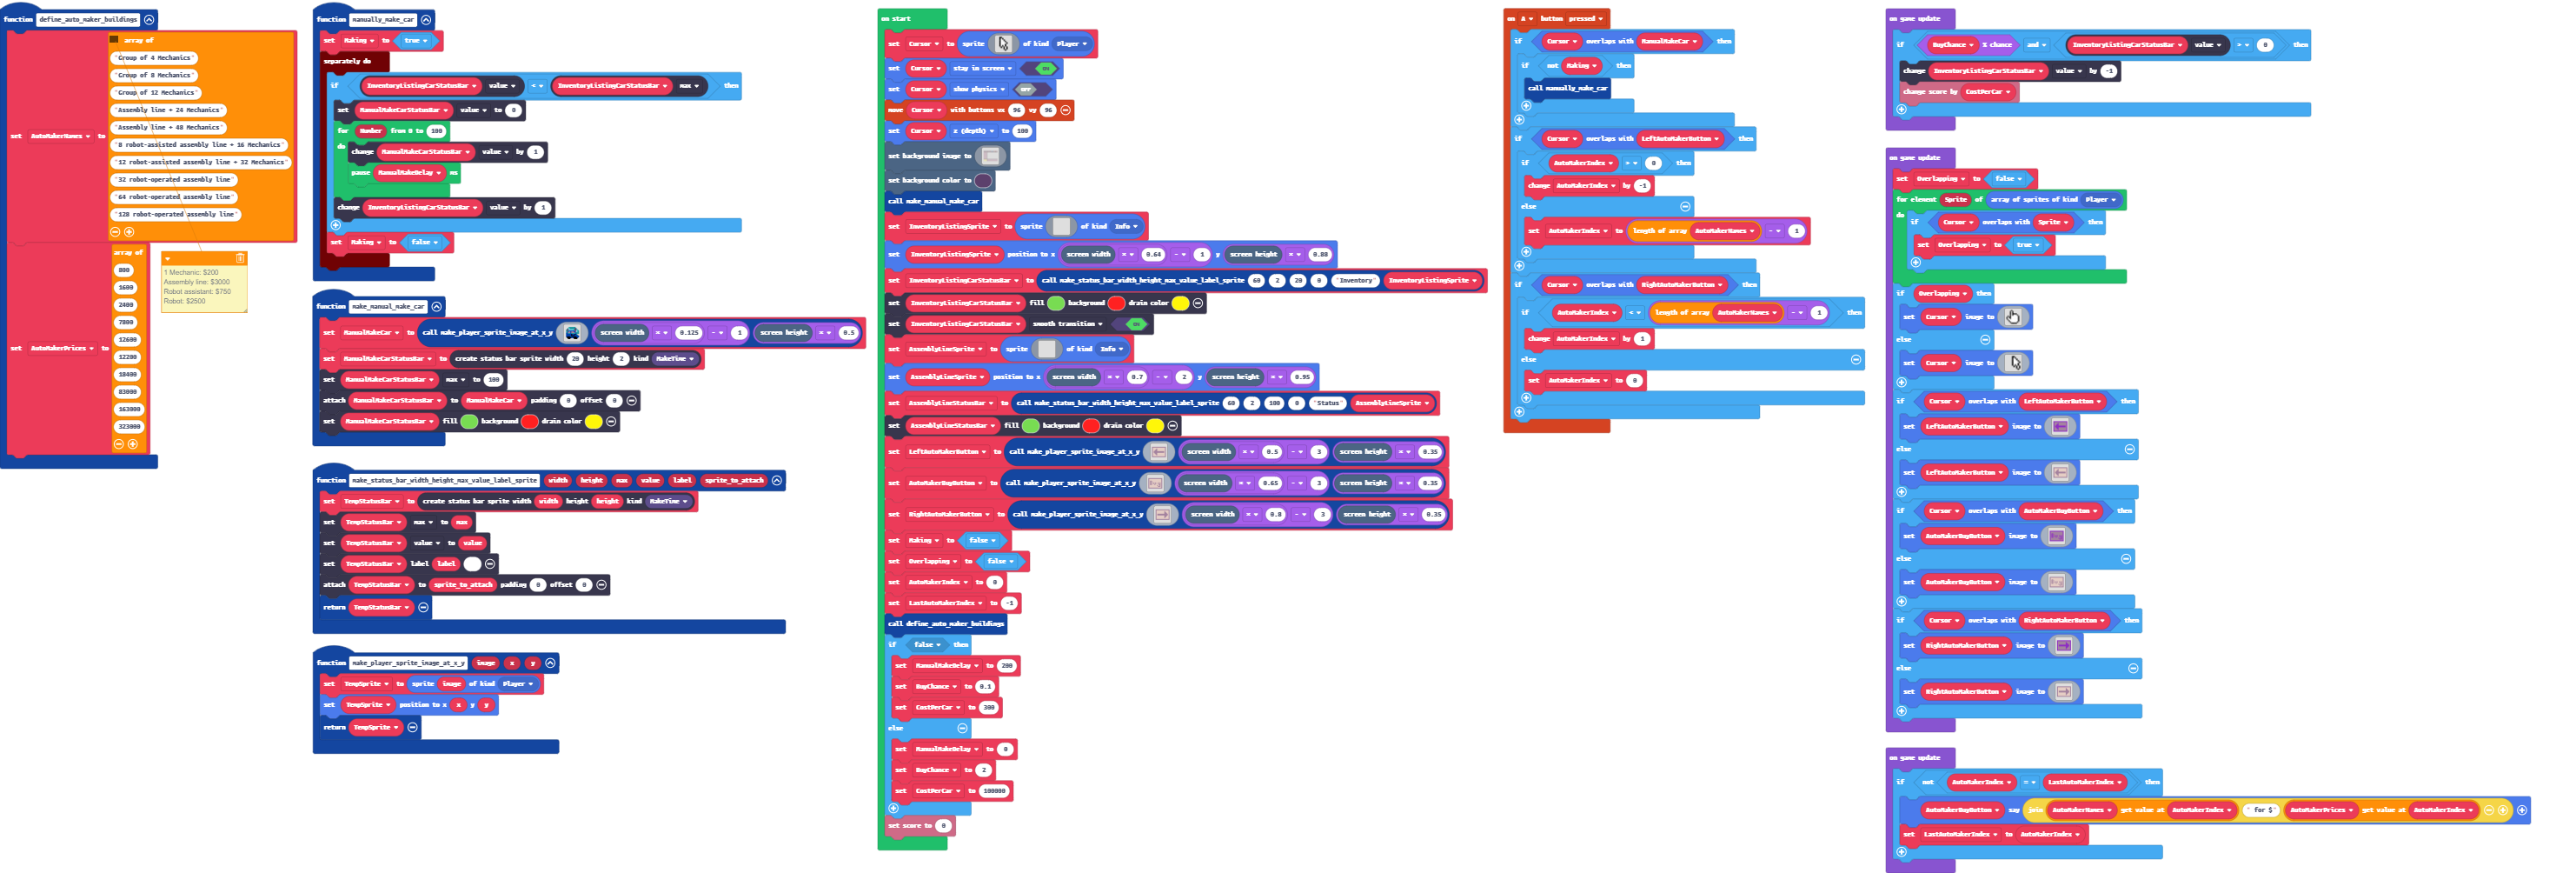 function define_auto_maker_buildings
set AutoMakerNames to array of
"Group of 4 Mechanics"
"Group of 8 Mechanics"
"Group of 12 Mechanics"
"Assembly line + 24 Mechanics"
"Assembly line + 48 Mechanics"
"8 robot-assisted assembly line + 16 Mechanics"
"12 robot-assisted assembly line + 32 Mechanics"
"32 robot-operated assembly line"
"64 robot-operated assembly line"
"128 robot-operated assembly line"
set AutoMakerPrices to array of
800
1600
2400
7800
12600
12200
18400
83000
163000
323000
1 Mechanic: $200
Assembly line: $3000
Robot assistant: $750
Robot: $2500
function manually_make_car
set Making to true
separately do
if InventoryListingCarStatusBar value < InventoryListingCarStatusBar max then
set ManualMakeCarStatusBar value to 0
for Number from 0 to 100
do change ManualMakeCarStatusBar value by 1
pause ManualMakeDelay ms
change InventoryListingCarStatusBar value by 1
set Making to false
function make_manual_make_car
set ManualMakeCar to call make_player_sprite_image_at_x_y screen width × 0.125 - 1 screen height × 0.5
set ManualMakeCarStatusBar to create status bar sprite width 20 height 2 kind MakeTime
set ManualMakeCarStatusBar max to 100
attach ManualMakeCarStatusBar to ManualMakeCar padding 0 offset 0
set ManualMakeCarStatusBar fill background drain color
function make_status_bar_width_height_max_value_label_sprite width height max value label sprite_to_attach
set TempStatusBar to create status bar sprite width width height height kind MakeTime
set TempStatusBar max to max
set TempStatusBar value to value
set TempStatusBar label label
attach TempStatusBar to sprite_to_attach padding 0 offset 0
return TempStatusBar
function make_player_sprite_image_at_x_y image x y
set TempSprite to sprite image of kind Player
set TempSprite position to x x y y
return TempSprite
on start
set Cursor to sprite of kind Player
set Cursor stay in screen ON
set Cursor show physics OFF
move Cursor with buttons vx 96 vy 96
set Cursor z (depth) to 100
set background image to
set background color to
call make_manual_make_car
set InventoryListingSprite to sprite of kind Info
set InventoryListingSprite position to x screen width × 0.64 - 1 y screen height × 0.88
set InventoryListingCarStatusBar to call make_status_bar_width_height_max_value_label_sprite 60 2 20 0 "Inventory" InventoryListingSprite
set InventoryListingCarStatusBar fill background drain color
set InventoryListingCarStatusBar smooth transition ON
set AssemblyLineSprite to sprite of kind Info
set AssemblyLineSprite position to x screen width × 0.7 - 2 y screen height × 0.95
set AssemblyLineStatusBar to call make_status_bar_width_height_max_value_label_sprite 60 2 100 0 "Status" AssemblyLineSprite
set AssemblyLineStatusBar fill background drain color
set LeftAutoMakerButton to call make_player_sprite_image_at_x_y screen width × 0.5 - 3 screen height × 0.35
set AutoMakerBuyButton to call make_player_sprite_image_at_x_y screen width × 0.65 - 3 screen height × 0.35
set RightAutoMakerButton to call make_player_sprite_image_at_x_y screen width × 0.8 - 3 screen height × 0.35
set Making to false
set Overlapping to false
set AutoMakerIndex to 0
set LastAutoMakerIndex to -1
call define_auto_maker_buildings
if false then
set ManualMakeDelay to 200
set BuyChance to 0.1
set CostPerCar to 300
else
set ManualMakeDelay to 0
set BuyChance to 2
set CostPerCar to 100000
set score to 0
on A button pressed
if Cursor overlaps with ManualMakeCar then
if not Making then
call manually_make_car
if Cursor overlaps with LeftAutoMakerButton then
if AutoMakerIndex > 0 then
change AutoMakerIndex by -1
else
set AutoMakerIndex to length of array AutoMakerNames - 1
if Cursor overlaps with RightAutoMakerButton then
if AutoMakerIndex < length of array AutoMakerNames - 1 then
change AutoMakerIndex by 1
else
set AutoMakerIndex to 0
on game update
if BuyChance % chance and InventoryListingCarStatusBar value > 0 then
change InventoryListingCarStatusBar value by -1
change score by CostPerCar
on game update
set Overlapping to false
for element Sprite of array of sprites of kind Player
do if Cursor overlaps with Sprite then
set Overlapping to true
if Overlapping then
set Cursor image to
else
set Cursor image to
if Cursor overlaps with LeftAutoMakerButton then
set LeftAutoMakerButton image to
else
set LeftAutoMakerButton image to
if Cursor overlaps with AutoMakerBuyButton then
set AutoMakerBuyButton image to
else
set AutoMakerBuyButton image to
if Cursor overlaps with RightAutoMakerButton then
set RightAutoMakerButton image to
else
set RightAutoMakerButton image to
on game update
if not AutoMakerIndex = LastAutoMakerIndex then
AutoMakerBuyButton say join AutoMakerNames get value at AutoMakerIndex " for $" AutoMakerPrices get value at AutoMakerIndex
set LastAutoMakerIndex to AutoMakerIndex